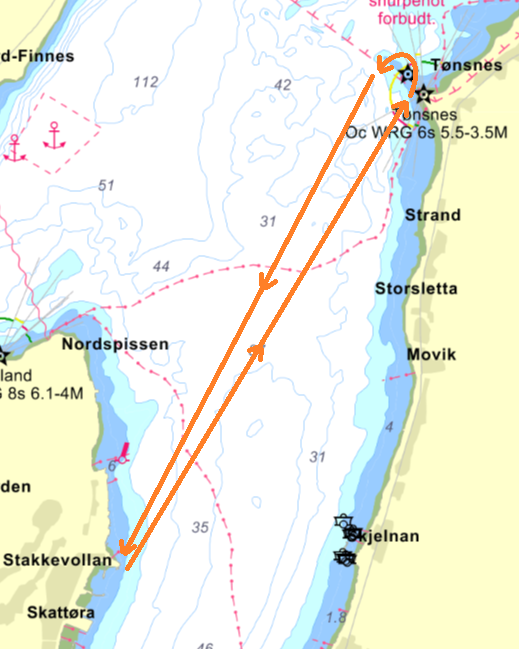 snurpenot
forbudt.
d-Finnes
Tønsnes
112
42
Tønsnes
Oc WRG 6s 5.5-3.5M
51
31
Strand
44
Storsletta
Nordspissen
Movik
land
8s 6.1-4M
4
6
31
den
35
Skjelnan
Stakkevollan
Skattøra
1.8
46